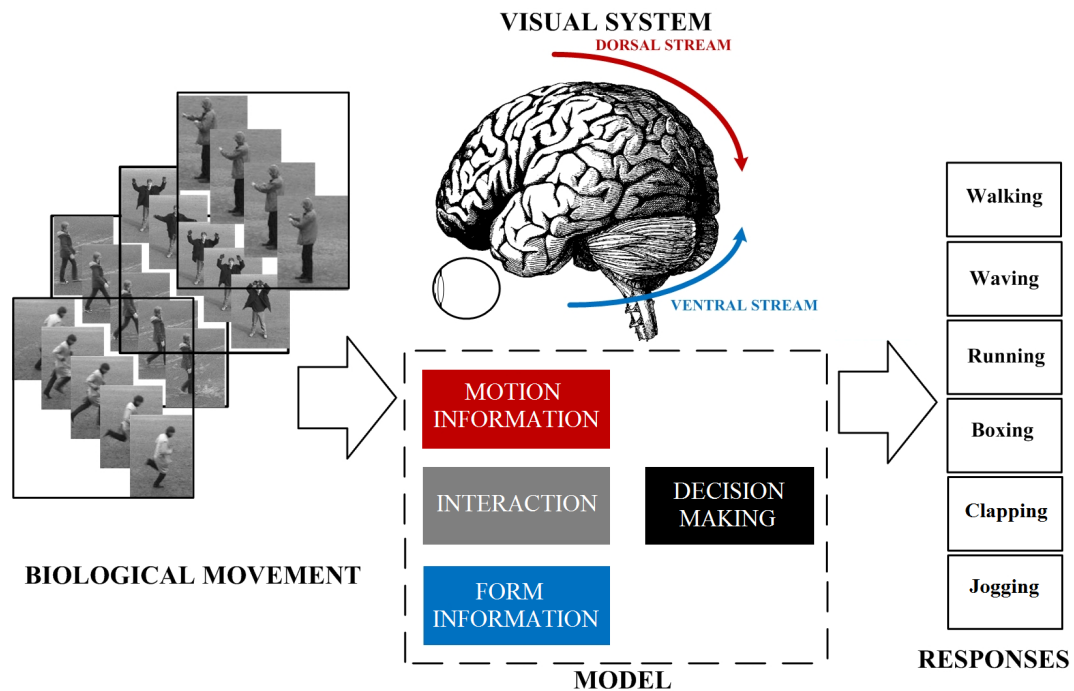 VISUAL SYSTEM
DORSAL STREAM
VENTRAL STREAM
BIOLOGICAL MOVEMENT
MOTION
INFORMATION
INTERACTION
FORM
INFORMATION
DECISION
MAKING
MODEL
Walking
Waving
Running
Boxing
Clapping
Jogging
RESPONSES